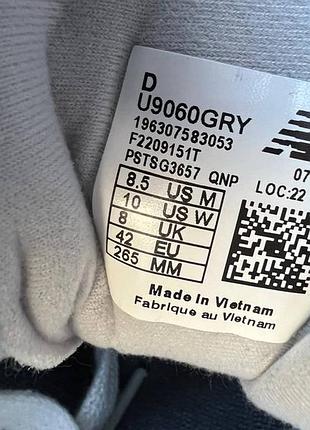 D
U9060GRY
196307583053
F2209151T
PSTSG3657 QNP 07
8.5 US M LOC:22
10 US W
8 UK
42 EU
265 MM
Made in Vietnam
Fabrique au Vietnam